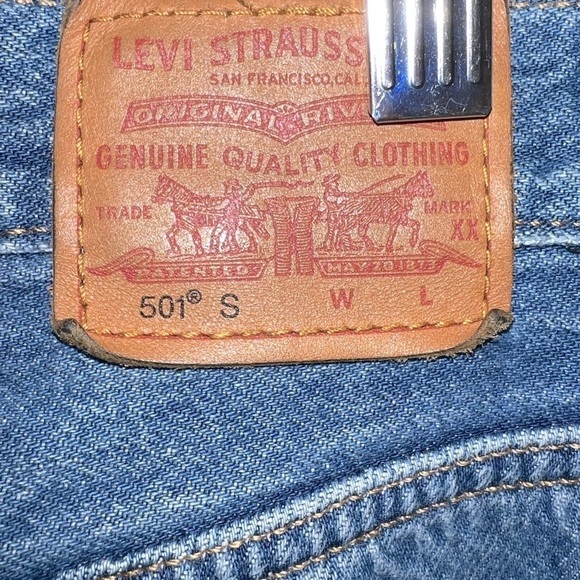 LEVI STRAUSS
SAN FRANCISCO, CAL
ORIGINAL RIV
GENUINE QUALITY CLOTHING
TRADE MARK
XX
PATENTED MAY 20 1873
501® S W L